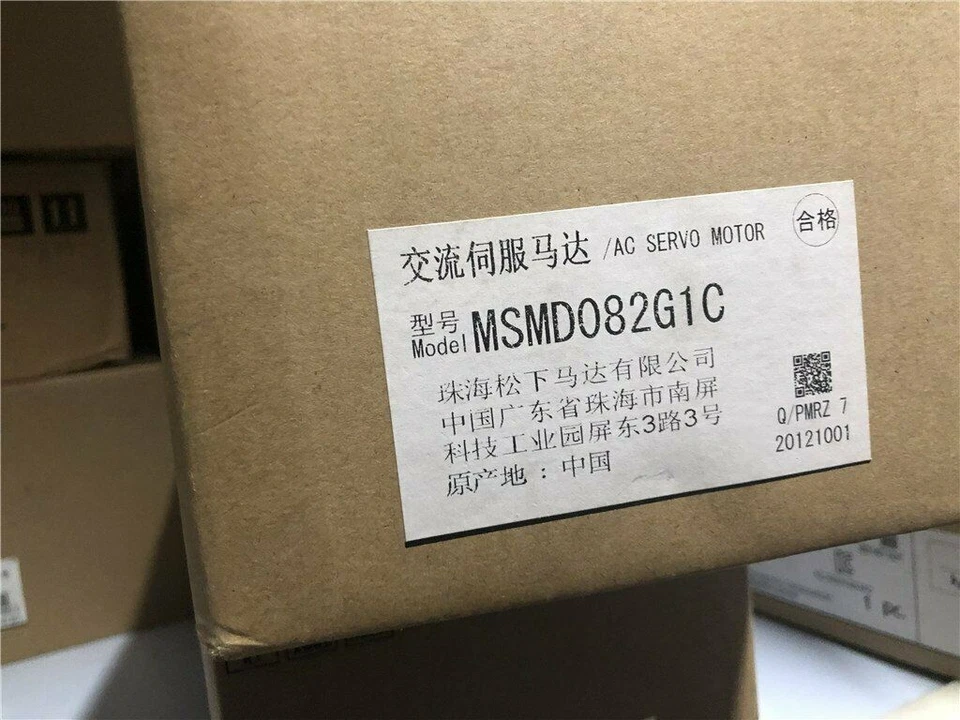 交流伺服马达 /AC SERVO MOTOR
合格
型号
Model MSMD082G1C
珠海松下马达有限公司
中国广东省珠海市南屏
科技工业园屏东3路3号
原产地：中国
Q/PMRZ 7
20121001
1 pc.